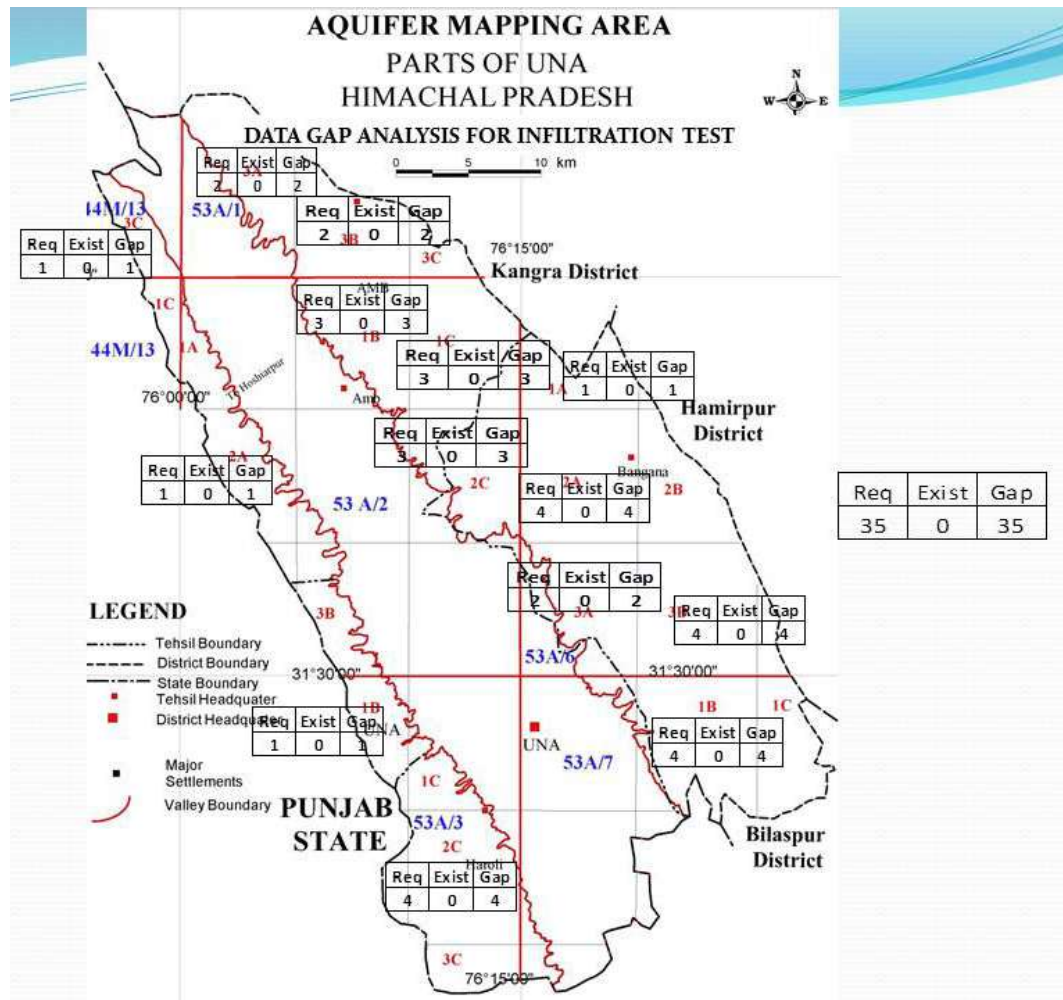 AQUIFER MAPPING AREA
PARTS OF UNA
HIMACHAL PRADESH
N
W E
S
DATA GAP ANALYSIS FOR INFILTRATION TEST
0 5 10 km
Req Exist Gap
2 0 2
3A
44M/13
53A/1
3C
Req Exist Gap
2 0 2
3B
3C
76°15'00"
Kangra District
Req Exist Gap
1 0 1
AMB
Req Exist Gap
3 0 3
1C
1B
1C
44M/13
1A
Req Exist Gap
3 0 3
Req Exist Gap
1 0 1
1A
To Hoshiarpur
76°00'00"
Amb
Hamirpur
District
Req Exist Gap
3 0 3
2A
Req Exist Gap
1 0 1
Bangana
2C
2A
2B
Req Exist Gap
4 0 4
53 A/2
Req Exist Gap
35 0 35
Req Exist Gap
2 0 2
3A
3B
Req Exist Gap
4 0 4
3B
LEGEND
Tehsil Boundary
District Boundary
State Boundary
Tehsil Headquater
District Headquater
Major
Settlements
Valley Boundary
53A/6
31°30'00"
31°30'00"
1B
1B
1C
Req Exist Gap
1 0 1
UNA
UNA
Req Exist Gap
4 0 4
53A/7
1C
PUNJAB
STATE
53A/3
Bilaspur
District
2C
Haroli
Req Exist Gap
4 0 4
3C
76°15'00"